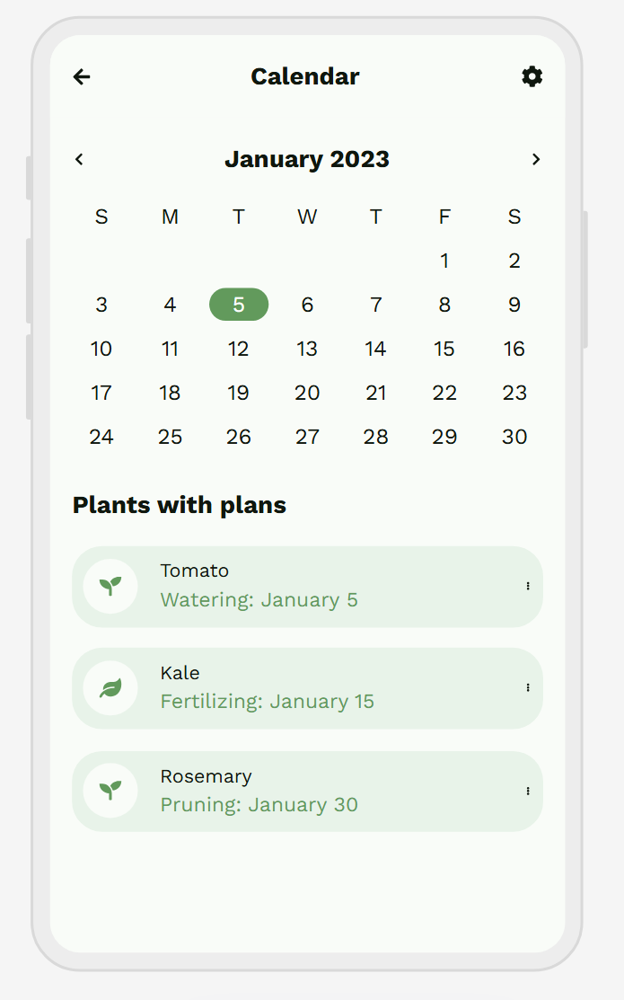 Calendar
January 2023
S M T W T F S
1 2
3 4 5 6 7 8 9
10 11 12 13 14 15 16
17 18 19 20 21 22 23
24 25 26 27 28 29 30
Plants with plans
Tomato
Watering: January 5
Kale
Fertilizing: January 15
Rosemary
Pruning: January 30